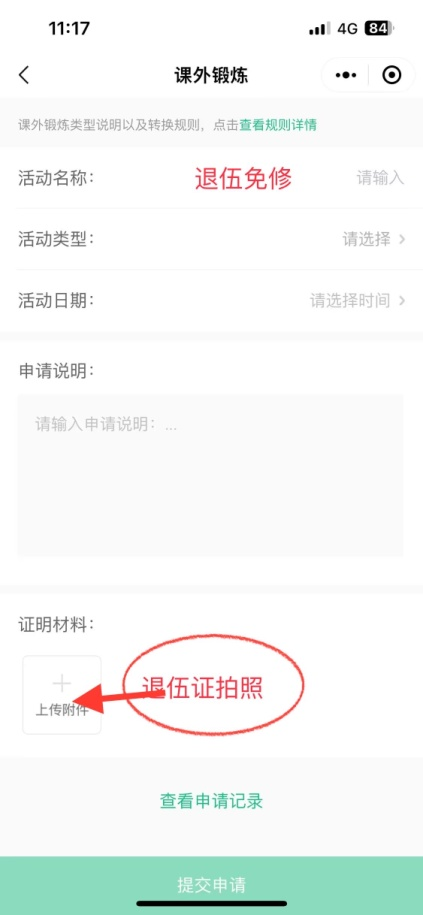 11:17
4G 84
课外锻炼
课外锻炼类型说明以及转换规则，点击查看规则详情
活动名称： 退伍免修 请输入
活动类型： 请选择
活动日期： 请选择时间
申请说明：
请输入申请说明：...
证明材料：
上传附件
退伍证拍照
查看申请记录
提交申请